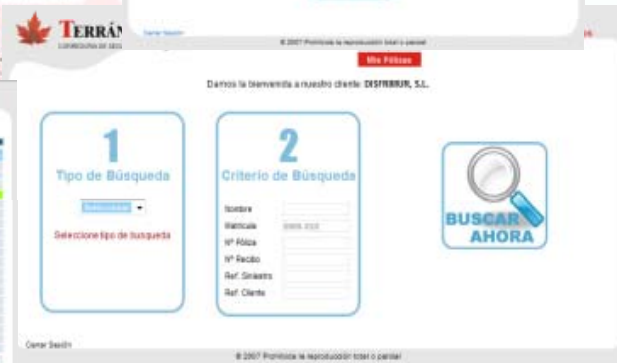 Cerrar Sesión
© 2007 Prohibida la reproducción total o parcial
TERRÁN
Mis Pólizas
Damos la bienvenida a nuestro cliente: S.L.
1
Tipo de Búsqueda
Seleccionar
Seleccione tipo de busqueda
2
Criterio de Búsqueda
Nombre
Matricula
Nº Póliza
Nº Recibo
Ref. Siniestro
Ref. Cliente
BUSCAR
AHORA
Cerrar Sesión
© 2007 Prohibida la reproducción total o parcial